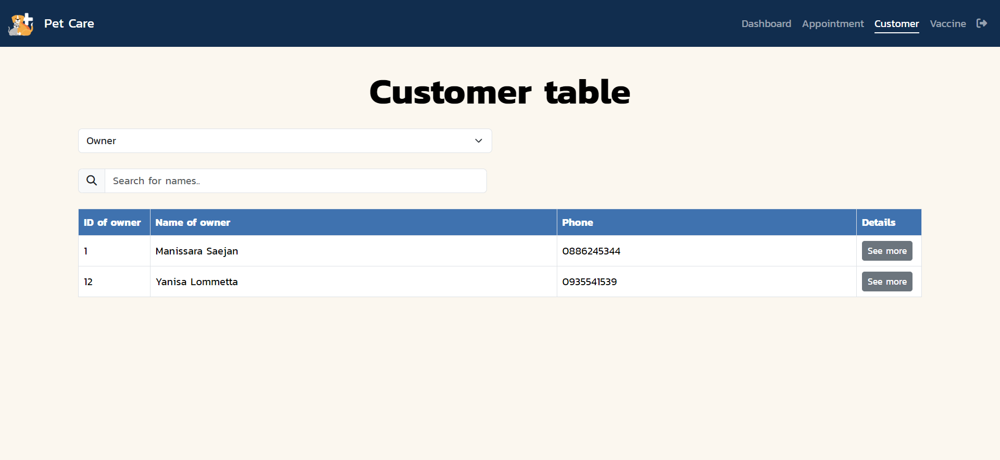 Pet Care
Dashboard Appointment Customer Vaccine
Customer table
Owner
Search for names..
ID of owner Name of owner Phone Details
1 Manissara Saejan 0886245344 See more
12 Yanisa Lommetta 0935541539 See more